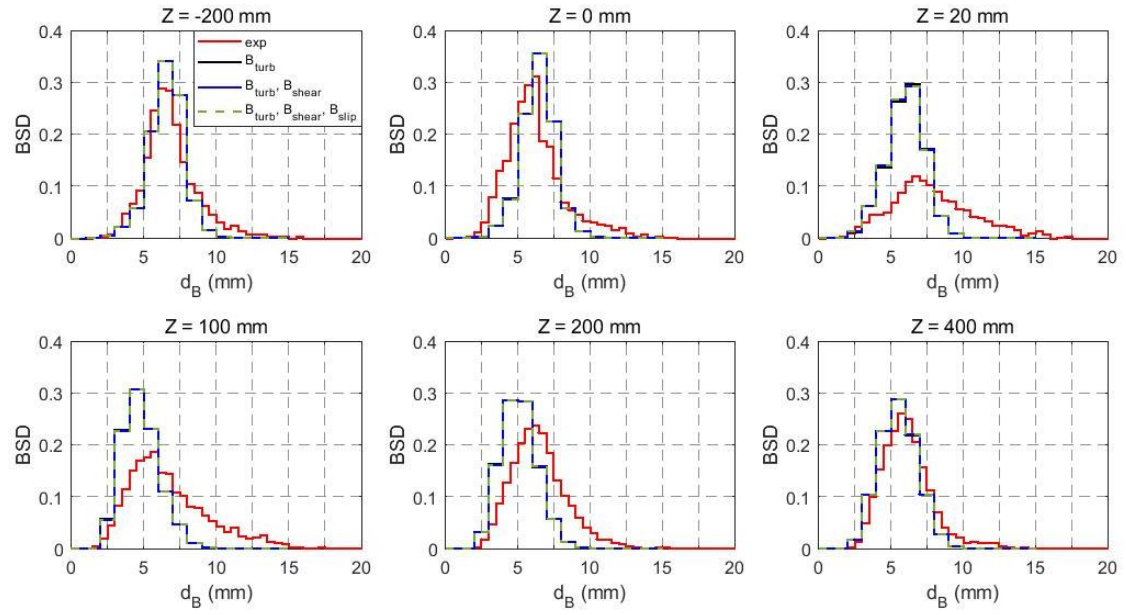 Z = -200 mm
BSD
0.4
0.3
0.2
0.1
0
exp
B_turb
B_turb, B_shear
B_turb, B_shear, B_slip
0 5 10 15 20
d_B (mm)
Z = 0 mm
BSD
0.4
0.3
0.2
0.1
0
0 5 10 15 20
d_B (mm)
Z = 20 mm
BSD
0.4
0.3
0.2
0.1
0
0 5 10 15 20
d_B (mm)
Z = 100 mm
BSD
0.4
0.3
0.2
0.1
0
0 5 10 15 20
d_B (mm)
Z = 200 mm
BSD
0.4
0.3
0.2
0.1
0
0 5 10 15 20
d_B (mm)
Z = 400 mm
BSD
0.4
0.3
0.2
0.1
0
0 5 10 15 20
d_B (mm)